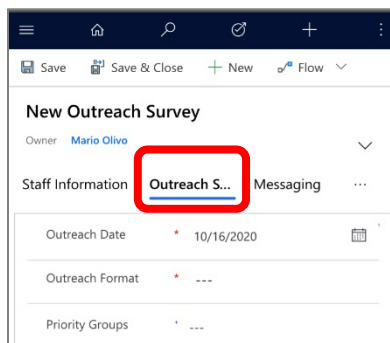 Save Save & Close New Flow
New Outreach Survey
Owner Mario Olivo
Staff Information Outreach S... Messaging ...
Outreach Date * 10/16/2020
Outreach Format * ---
Priority Groups * ---